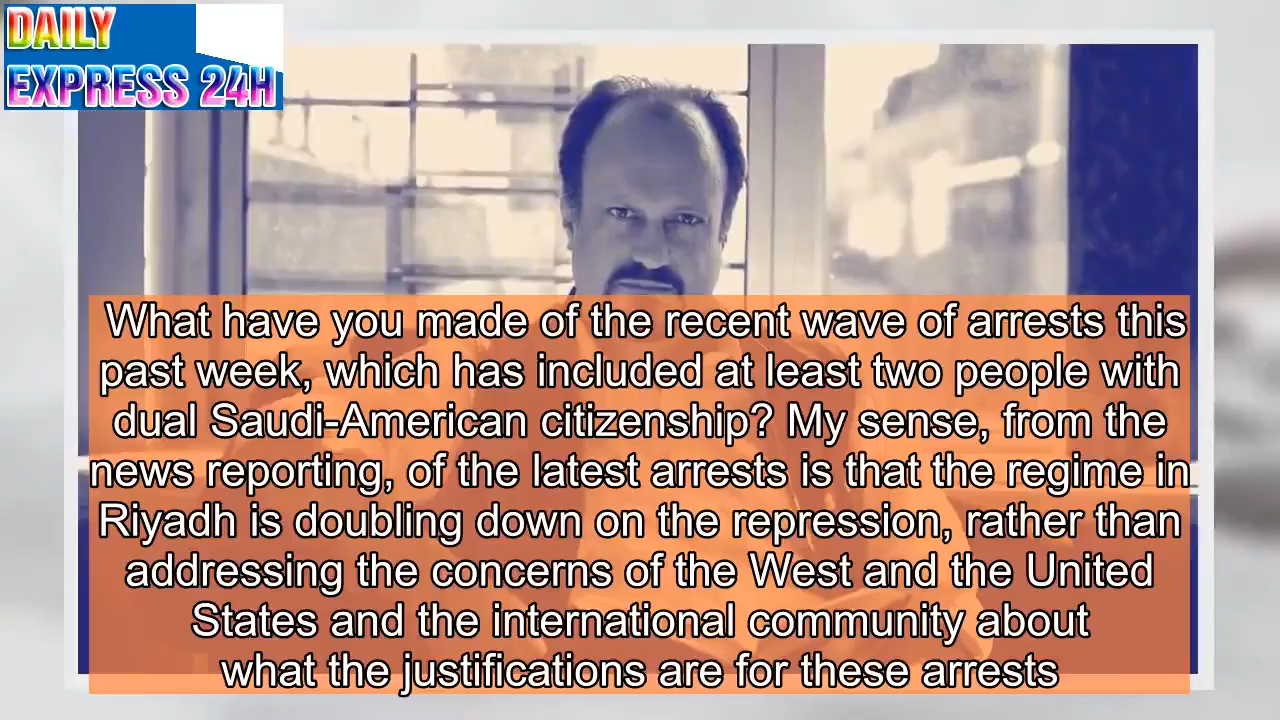 DAILY
EXPRESS 24H
What have you made of the recent wave of arrests this
past week, which has included at least two people with
dual Saudi-American citizenship? My sense, from the
news reporting, of the latest arrests is that the regime in
Riyadh is doubling down on the repression, rather than
addressing the concerns of the West and the United
States and the international community about
what the justifications are for these arrests